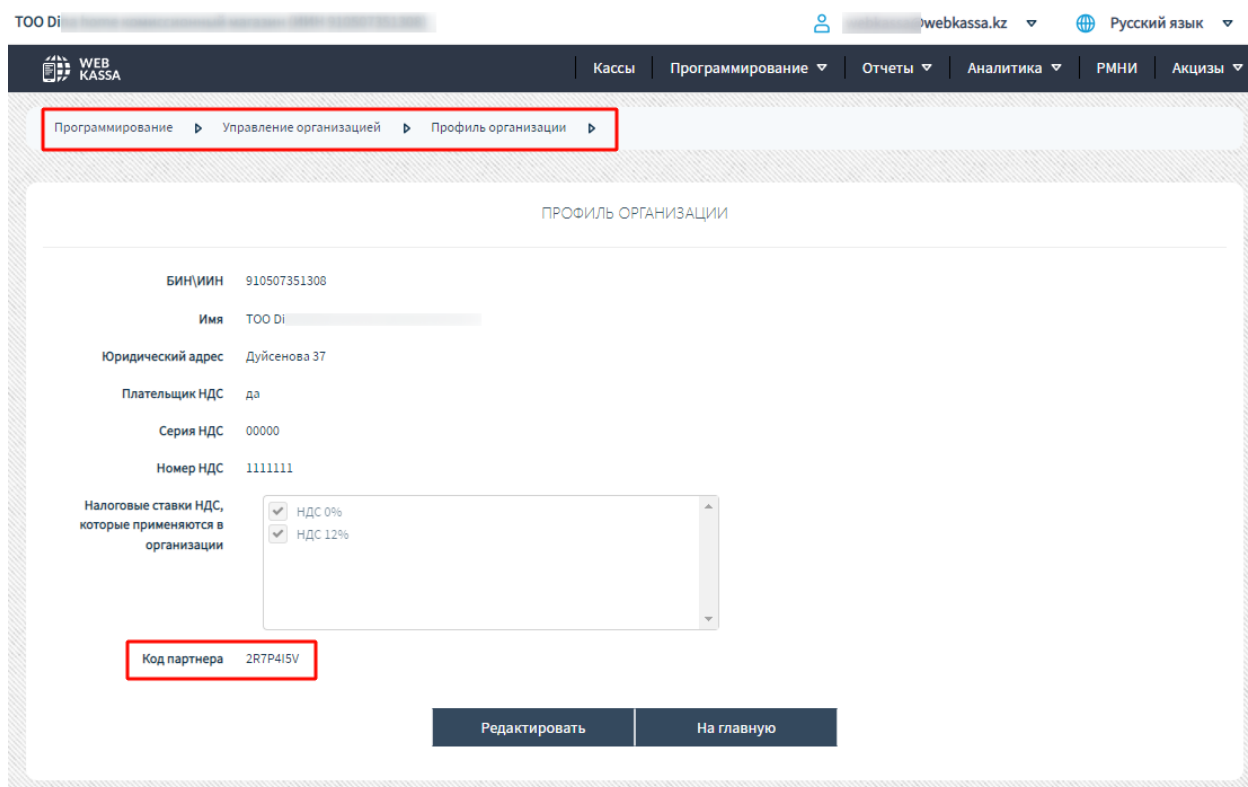 ТОО Di
webkassa.kz
Русский язык
WEB
KASSA
Кассы
Программирование
Отчеты
Аналитика
РМНИ
Акцизы
Программирование
Управление организацией
Профиль организации
ПРОФИЛЬ ОРГАНИЗАЦИИ
БИН\ИИН 910507351308
Имя ТОО Di
Юридический адрес Дуйсенова 37
Плательщик НДС да
Серия НДС 00000
Номер НДС 1111111
Налоговые ставки НДС,
которые применяются в
организации
НДС 0%
НДС 12%
Код партнера 2R7P4I5V
Редактировать
На главную